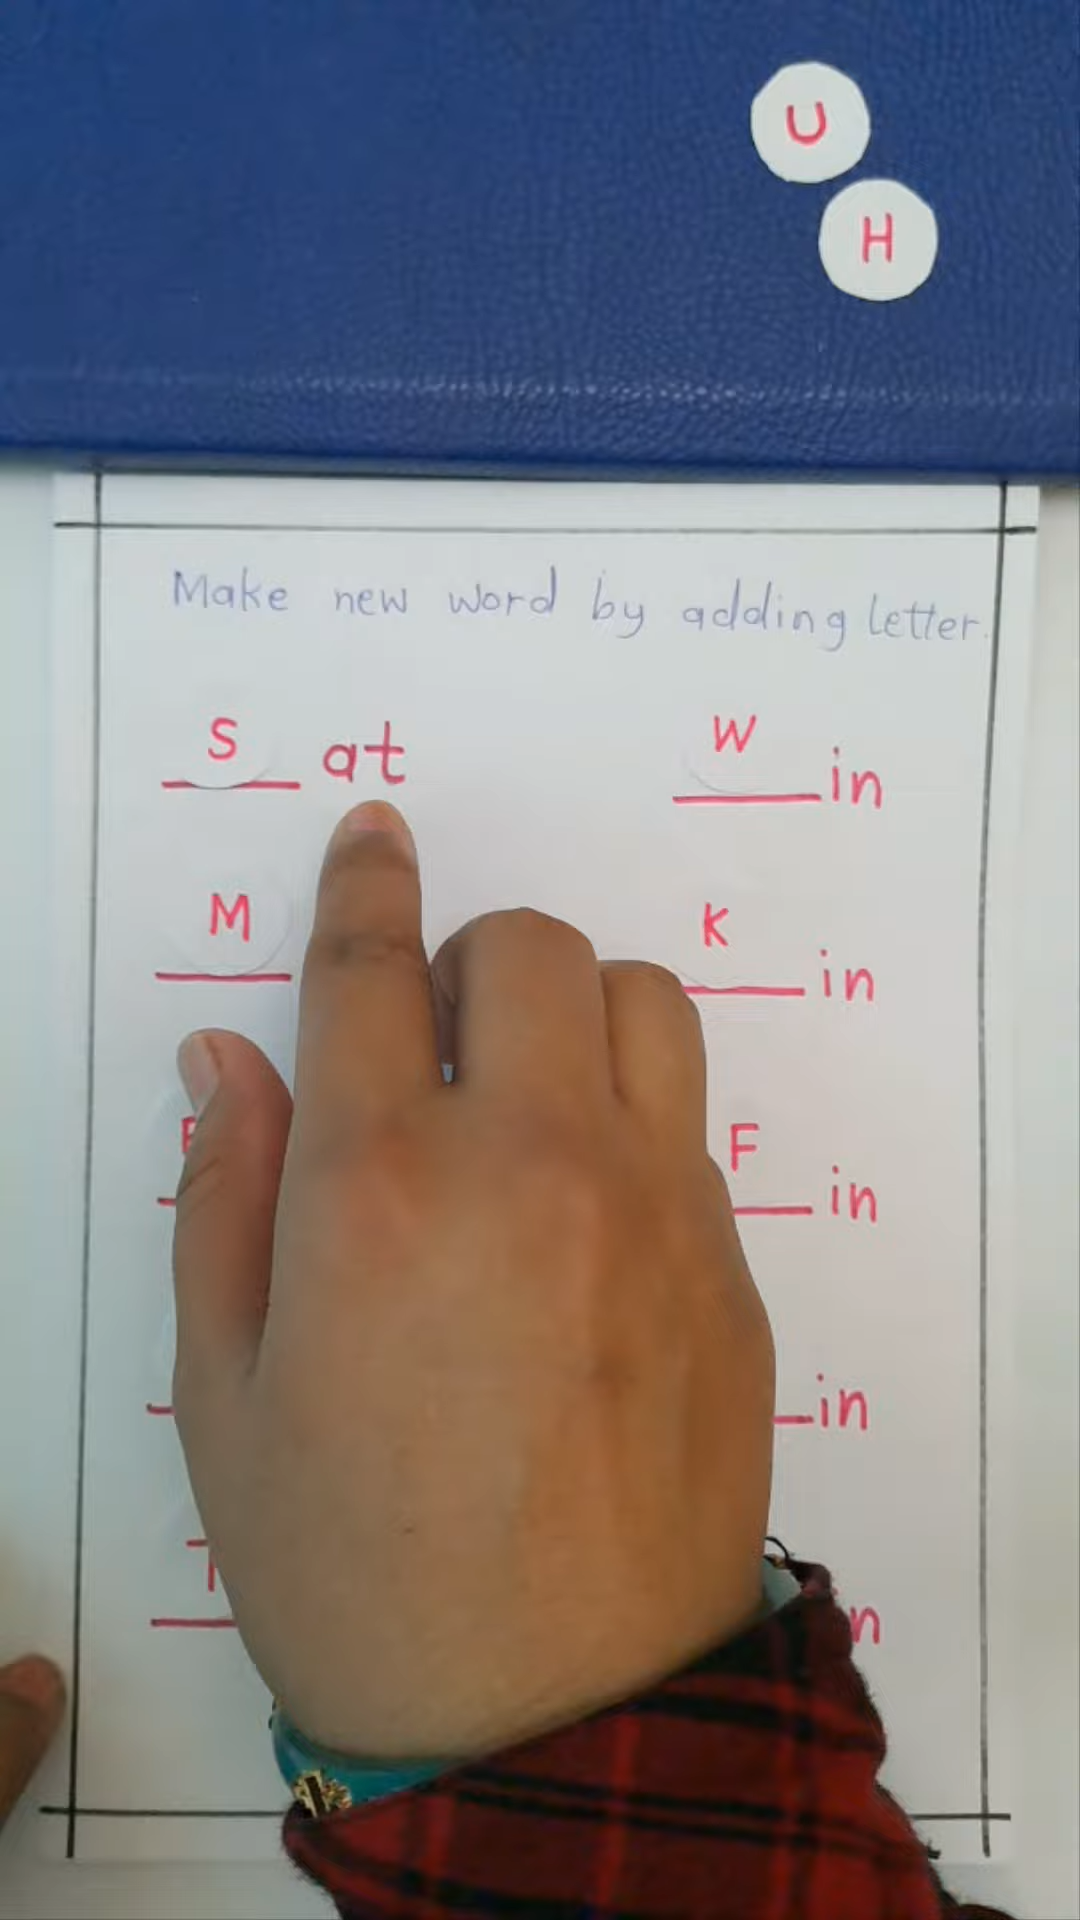 U
H
Make new word by adding letter.
S at
W in
M
K in
F in
in
T